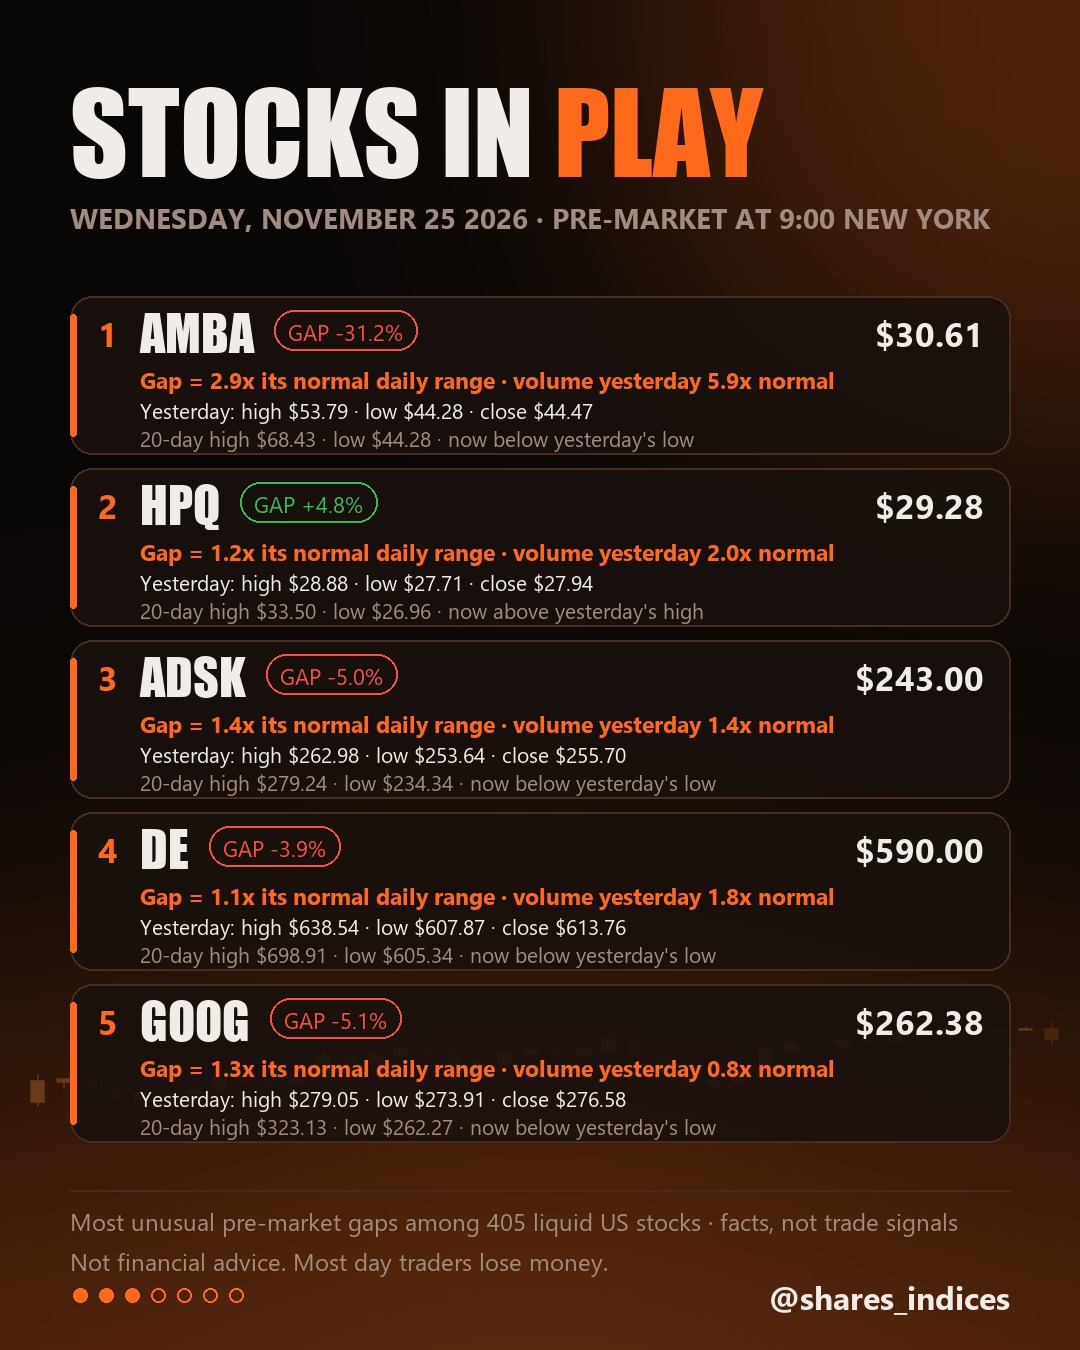 STOCKS IN PLAY
WEDNESDAY, NOVEMBER 25 2026 · PRE-MARKET AT 9:00 NEW YORK
1 AMBA GAP -31.2% $30.61
Gap = 2.9x its normal daily range · volume yesterday 5.9x normal
Yesterday: high $53.79 · low $44.28 · close $44.47
20-day high $68.43 · low $44.28 · now below yesterday's low
2 HPQ GAP +4.8% $29.28
Gap = 1.2x its normal daily range · volume yesterday 2.0x normal
Yesterday: high $28.88 · low $27.71 · close $27.94
20-day high $33.50 · low $26.96 · now above yesterday's high
3 ADSK GAP -5.0% $243.00
Gap = 1.4x its normal daily range · volume yesterday 1.4x normal
Yesterday: high $262.98 · low $253.64 · close $255.70
20-day high $279.24 · low $234.34 · now below yesterday's low
4 DE GAP -3.9% $590.00
Gap = 1.1x its normal daily range · volume yesterday 1.8x normal
Yesterday: high $638.54 · low $607.87 · close $613.76
20-day high $698.91 · low $605.34 · now below yesterday's low
5 GOOG GAP -5.1% $262.38
Gap = 1.3x its normal daily range · volume yesterday 0.8x normal
Yesterday: high $279.05 · low $273.91 · close $276.58
20-day high $323.13 · low $262.27 · now below yesterday's low
Most unusual pre-market gaps among 405 liquid US stocks · facts, not trade signals
Not financial advice. Most day traders lose money.
@shares_indices